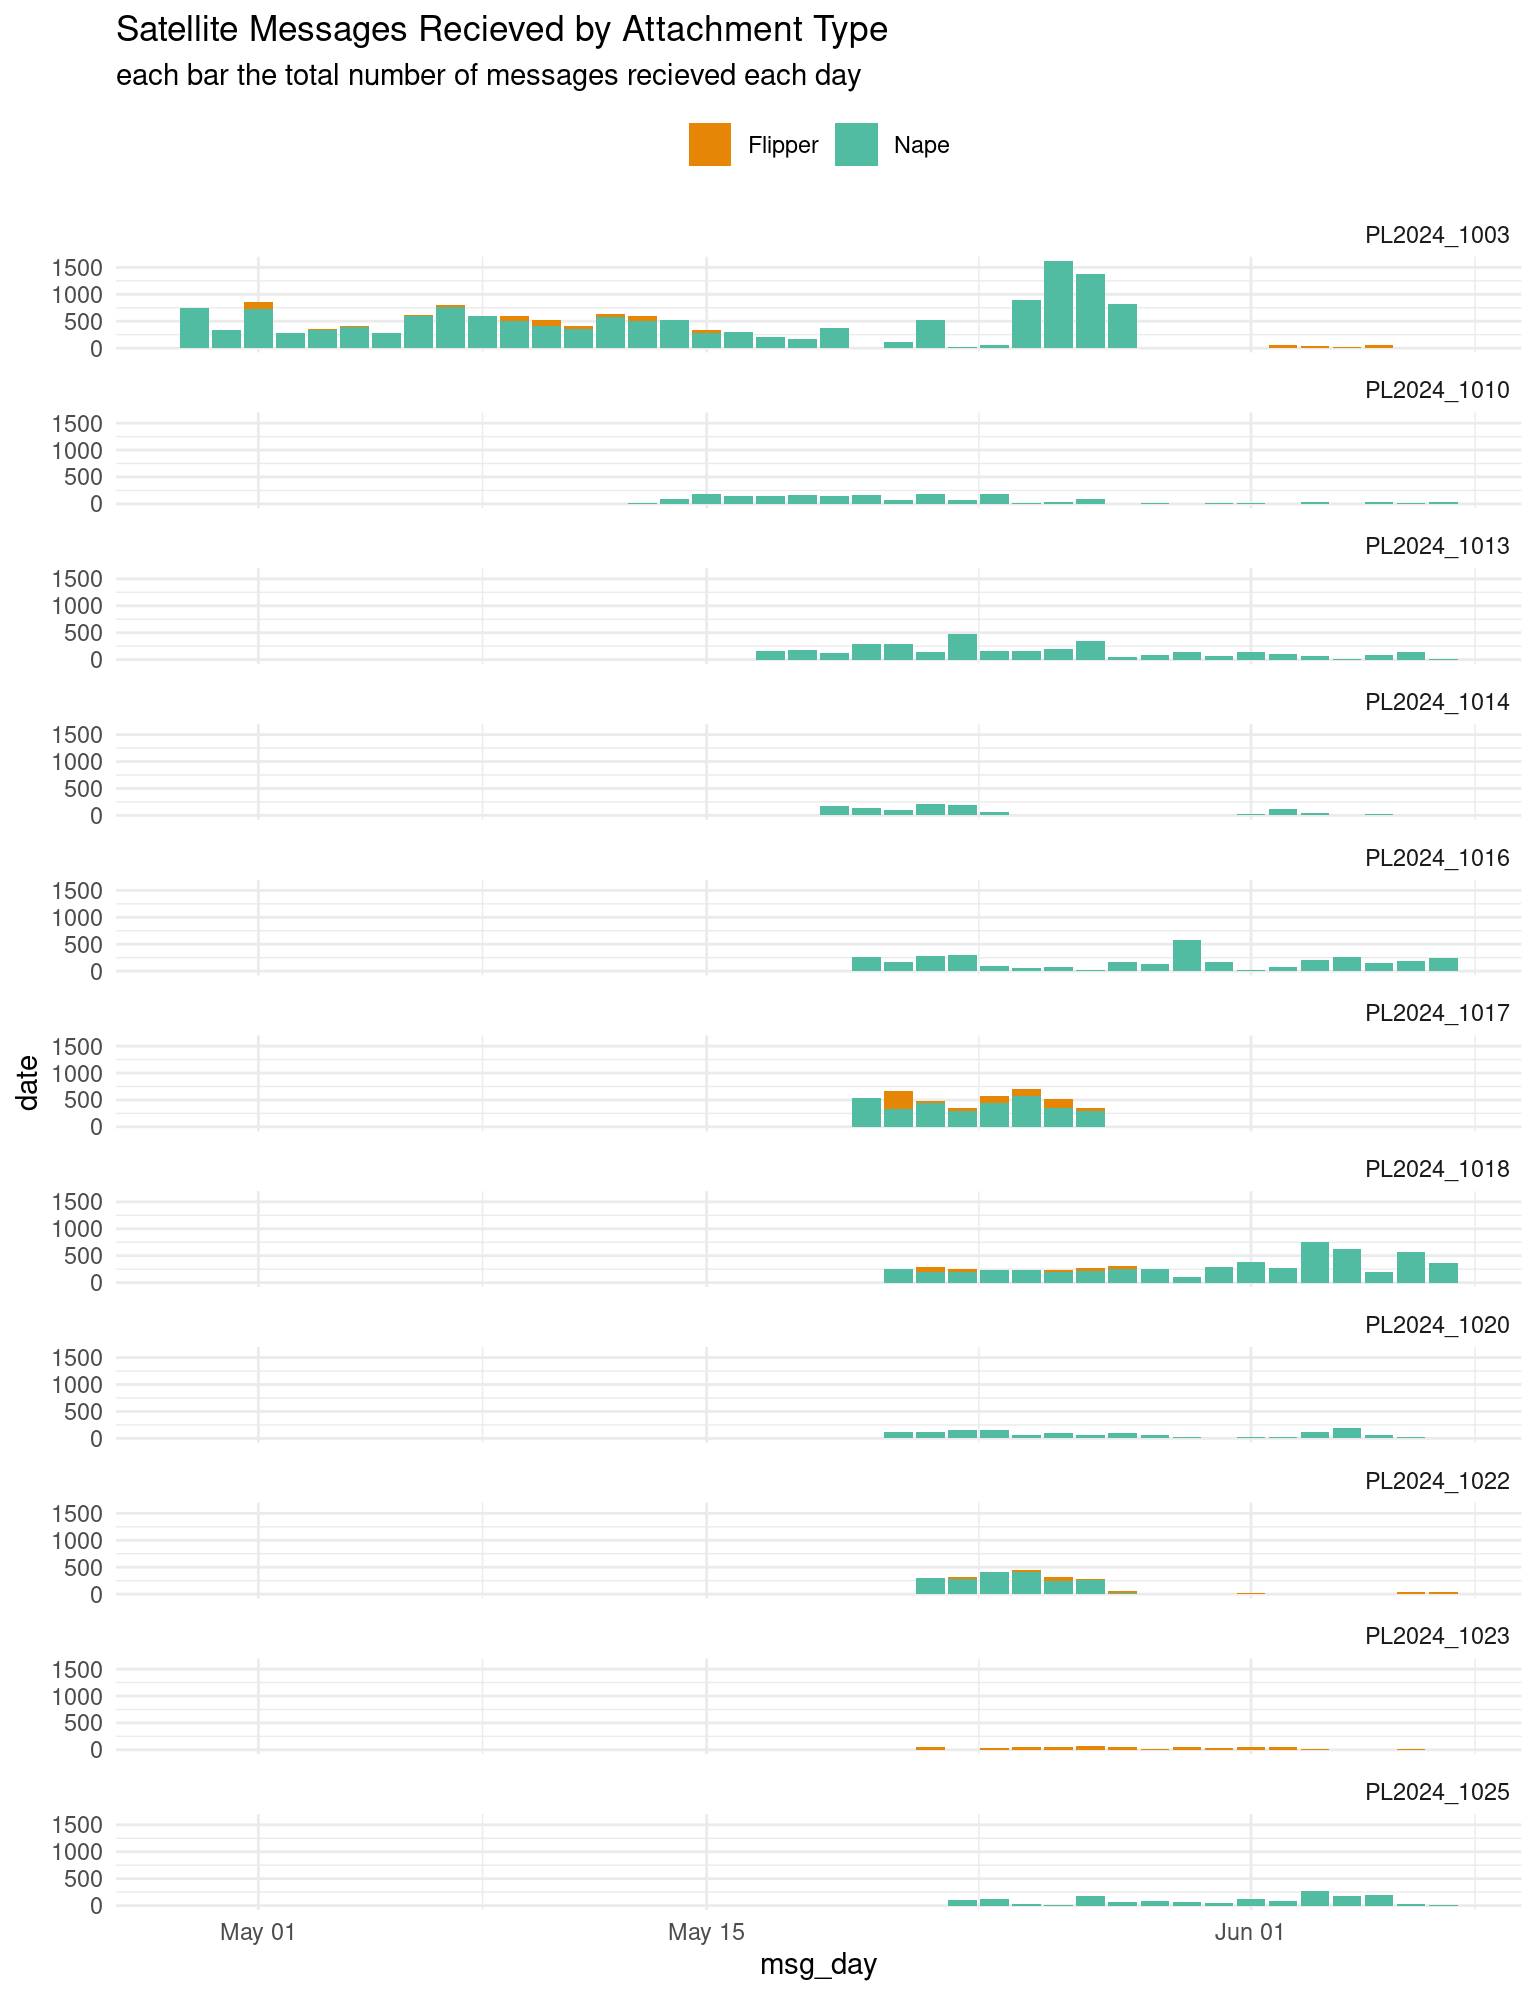 Satellite Messages Recieved by Attachment Type
each bar the total number of messages recieved each day
Flipper Nape
PL2024_1003
1500
1000
500
0
PL2024_1010
1500
1000
500
0
PL2024_1013
1500
1000
500
0
PL2024_1014
1500
1000
500
0
PL2024_1016
1500
1000
500
0
PL2024_1017
1500
1000
500
0
date
PL2024_1018
1500
1000
500
0
PL2024_1020
1500
1000
500
0
PL2024_1022
1500
1000
500
0
PL2024_1023
1500
1000
500
0
PL2024_1025
1500
1000
500
0
May 01 May 15 Jun 01
msg_day